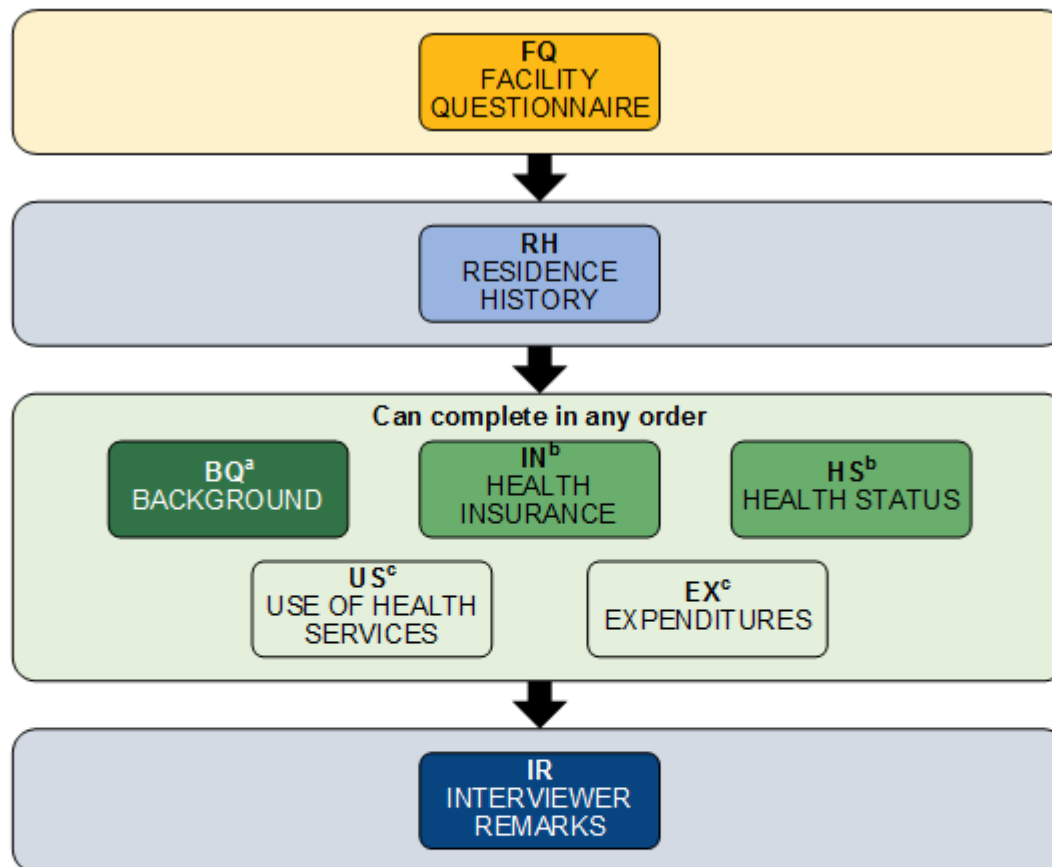 FQ
FACILITY
QUESTIONNAIRE
RH
RESIDENCE
HISTORY
Can complete in any order
BQᵃ
BACKGROUND
INᵇ
HEALTH
INSURANCE
HSᵇ
HEALTH STATUS
USᶜ
USE OF HEALTH
SERVICES
EXᶜ
EXPENDITURES
IR
INTERVIEWER
REMARKS